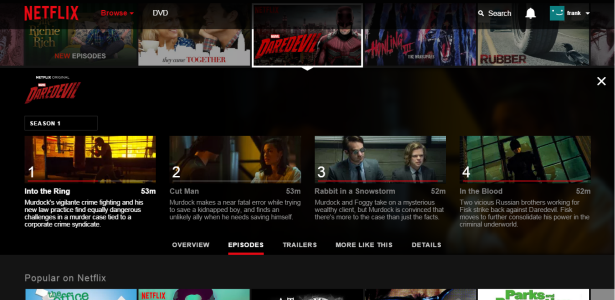 NETFLIX
Browse
DVD
Search
frank
Richie
Rich
NEW EPISODES
they come TOGETHER
MARVEL
DAREDEVIL
HOWLING VI
THE FREAKS
RUBBER
NETFLIX ORIGINAL
MARVEL
DAREDEVIL
SEASON 1
1
2
3
4
Into the Ring 53m
Murdock's vigilante crime fighting and his
new law practice find equally dangerous
challenges in a murder case tied to a
corporate crime syndicate.
Cut Man 53m
Murdock makes a near fatal error while trying
to save a kidnapped boy, and finds an
unlikely ally when he needs saving himself.
Rabbit in a Snowstorm 52m
Murdock and Foggy take on a mysterious
wealthy client, but Murdock is convinced that
there's more to the case than just the facts.
In the Blood 52m
Two vicious Russian brothers working for
Fisk strike back against Daredevil. Fisk
moves to further consolidate his power in the
criminal underworld.
OVERVIEW
EPISODES
TRAILERS
MORE LIKE THIS
DETAILS
Popular on Netflix
NETFLIX
Parks